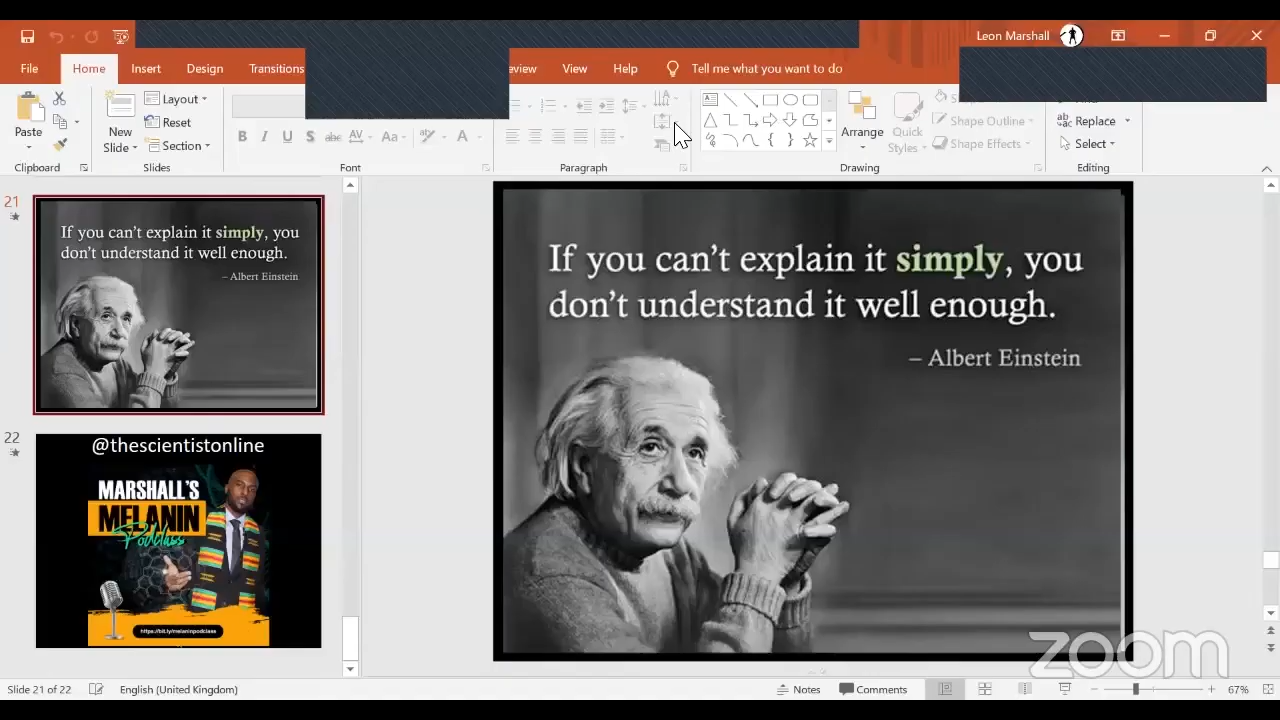 Leon Marshall
File
Home
Insert
Design
Transitions
eview
View
Help
Tell me what you want to do
Paste
New
Slide
Layout
Reset
Section
Arrange
Quick
Styles
Shape Outline
Shape Effects
Replace
Select
Clipboard
Slides
Font
Paragraph
Drawing
Editing
21
If you can't explain it simply, you
don't understand it well enough.
– Albert Einstein
22
@thescientistonline
MARSHALL'S
MELANIN
Podclass
https://bit.ly/melaninpodclass
If you can't explain it simply, you
don't understand it well enough.
– Albert Einstein
zoom
Slide 21 of 22
English (United Kingdom)
Notes
Comments
67%